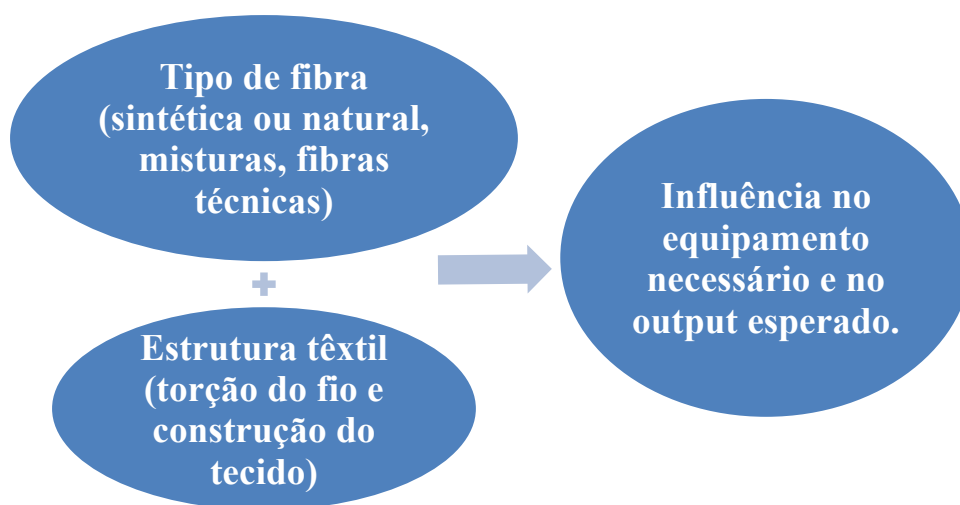 Tipo de fibra
(sintética ou natural,
misturas, fibras
técnicas)
+
Estrutura têxtil
(torção do fio e
construção do
tecido)
Influência no
equipamento
necessário e no
output esperado.